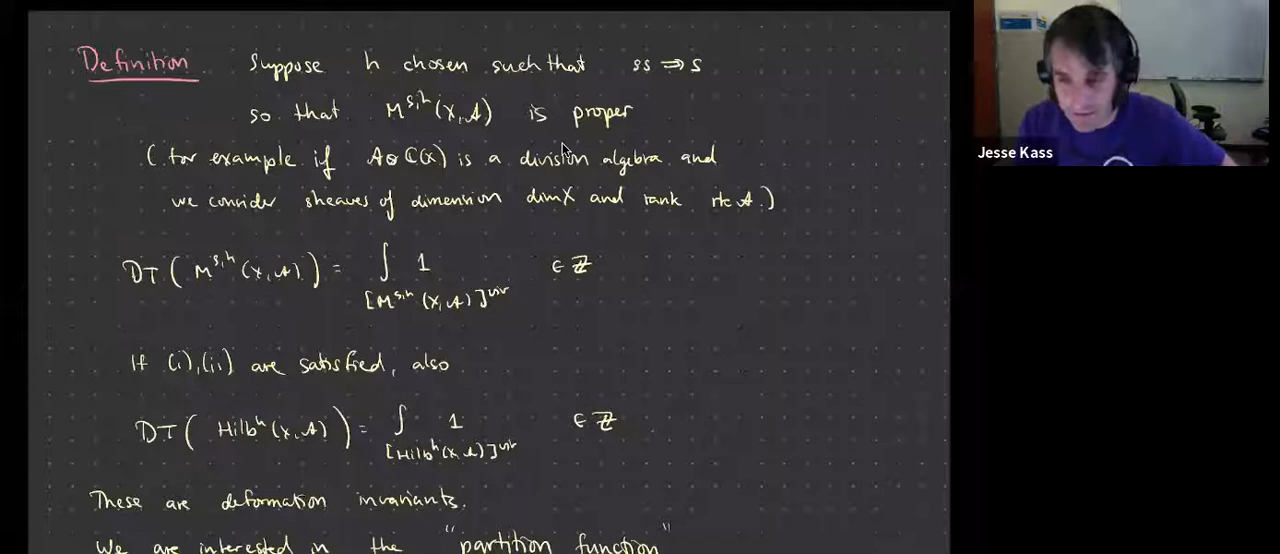 Definition Suppose h chosen such that ss ⇒ s
so that M^{s,h}(X,A) is proper
(for example if A⊗ℂ(X) is a division algebra and
we consider sheaves of dimension dim X and rank rk A.)
DT(M^{s,h}(X,A)) = ∫_{[M^{s,h}(X,A)]^{vir}} 1 ∈ ℤ
If (i),(ii) are satisfied, also
DT(Hilb^h(X,A)) = ∫_{[Hilb^h(X,A)]^{vir}} 1 ∈ ℤ
These are deformation invariants.
We are interested in the "partition function"
Jesse Kass